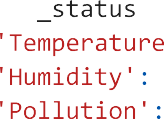 _status
'Temperature
'Humidity':
'Pollution':